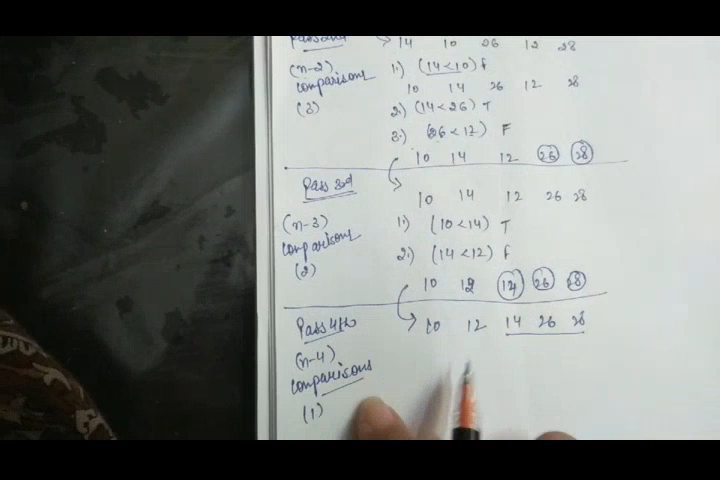 Pass 2nd 14 10 26 12 28
(n-2) 1.) (14<10) F
comparisons 10 14 26 12 28
(3) 2.) (14<26) T
3.) (26<12) F
10 14 12 26 28
Pass 3rd 10 14 12 26 28
(n-3) 1.) (10<14) T
comparisons
(2) 2.) (14<12) F
10 12 14 26 28
Pass 4th 10 12 14 26 28
(n-4)
comparisons
(1)